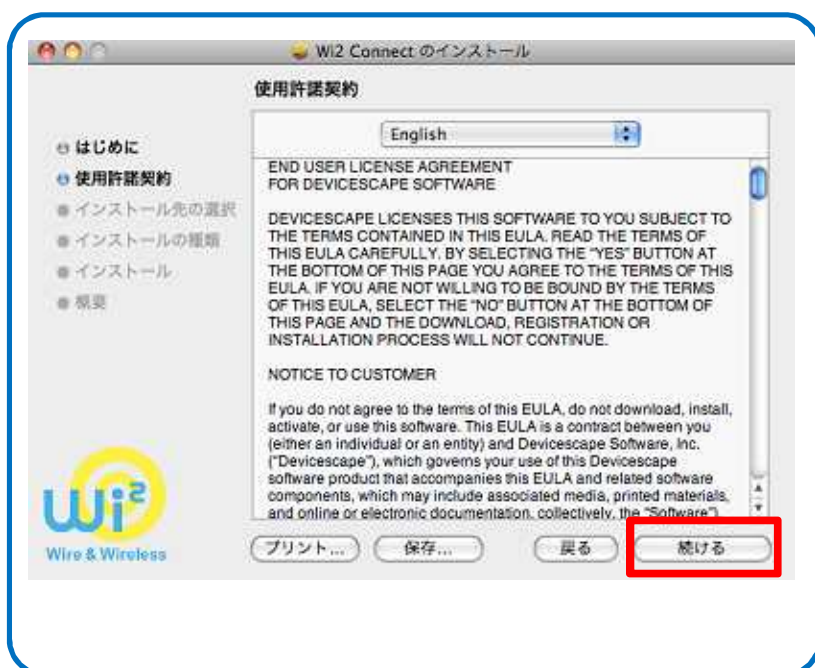 Wi2 Connect のインストール
使用許諾契約
English
はじめに
使用許諾契約
インストール先の選択
インストールの種類
インストール
概要
END USER LICENSE AGREEMENT
FOR DEVICESCAPE SOFTWARE
DEVICESCAPE LICENSES THIS SOFTWARE TO YOU SUBJECT TO
THE TERMS CONTAINED IN THIS EULA. READ THE TERMS OF
THIS EULA CAREFULLY. BY SELECTING THE "YES" BUTTON AT
THE BOTTOM OF THIS PAGE YOU AGREE TO THE TERMS OF THIS
EULA. IF YOU ARE NOT WILLING TO BE BOUND BY THE TERMS
OF THIS EULA, SELECT THE "NO" BUTTON AT THE BOTTOM OF
THIS PAGE AND THE DOWNLOAD, REGISTRATION OR
INSTALLATION PROCESS WILL NOT CONTINUE.
NOTICE TO CUSTOMER
If you do not agree to the terms of this EULA, do not download, install,
activate, or use this software. This EULA is a contract between you
(either an individual or an entity) and Devicescape Software, Inc.
("Devicescape"), which governs your use of this Devicescape
software product that accompanies this EULA and related software
components, which may include associated media, printed materials,
and online or electronic documentation, collectively, the "Software")
Wi2
Wire & Wireless
プリント...
保存...
戻る
続ける